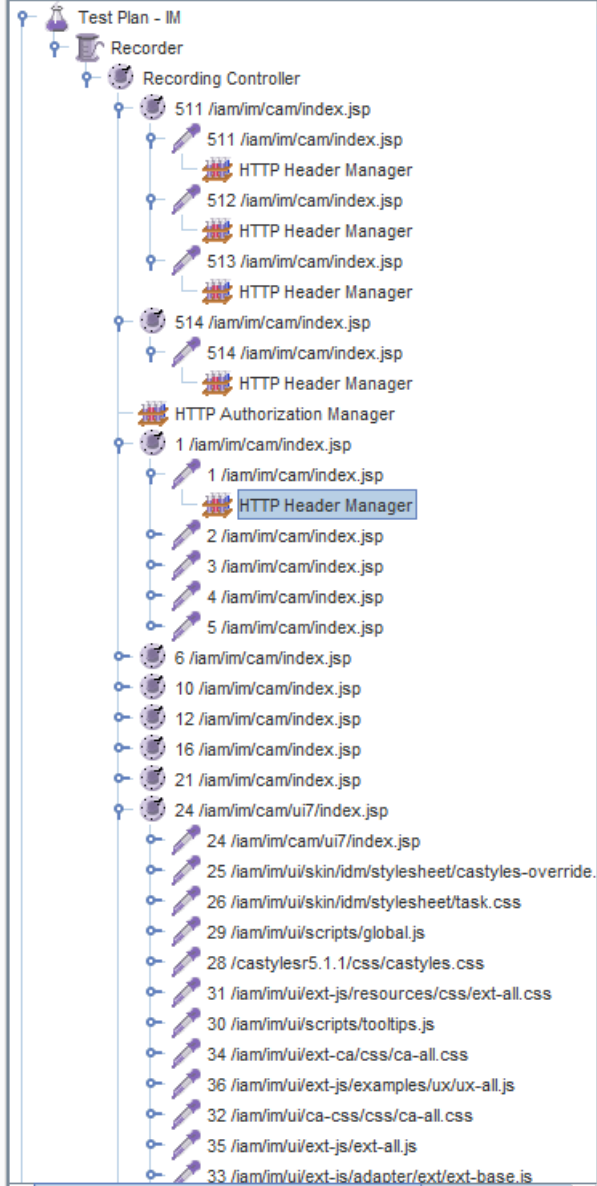 Test Plan - IM
Recorder
Recording Controller
511 /iam/im/cam/index.jsp
511 /iam/im/cam/index.jsp
HTTP Header Manager
512 /iam/im/cam/index.jsp
HTTP Header Manager
513 /iam/im/cam/index.jsp
HTTP Header Manager
514 /iam/im/cam/index.jsp
514 /iam/im/cam/index.jsp
HTTP Header Manager
HTTP Authorization Manager
1 /iam/im/cam/index.jsp
1 /iam/im/cam/index.jsp
HTTP Header Manager
2 /iam/im/cam/index.jsp
3 /iam/im/cam/index.jsp
4 /iam/im/cam/index.jsp
5 /iam/im/cam/index.jsp
6 /iam/im/cam/index.jsp
10 /iam/im/cam/index.jsp
12 /iam/im/cam/index.jsp
16 /iam/im/cam/index.jsp
21 /iam/im/cam/index.jsp
24 /iam/im/cam/ui7/index.jsp
24 /iam/im/cam/ui7/index.jsp
25 /iam/im/ui/skin/idm/stylesheet/castyles-override.
26 /iam/im/ui/skin/idm/stylesheet/task.css
29 /iam/im/ui/scripts/global.js
28 /castylesr5.1.1/css/castyles.css
31 /iam/im/ui/ext-js/resources/css/ext-all.css
30 /iam/im/ui/scripts/tooltips.js
34 /iam/im/ui/ext-ca/css/ca-all.css
36 /iam/im/ui/ext-js/examples/ux/ux-all.js
32 /iam/im/ui/ca-css/css/ca-all.css
35 /iam/im/ui/ext-js/ext-all.js
33 /iam/im/ui/ext-js/adapter/ext/ext-base.js